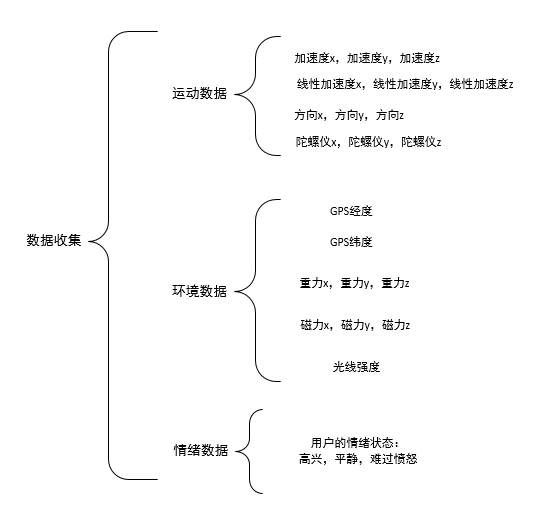 数据收集
运动数据
加速度x，加速度y，加速度z
线性加速度x，线性加速度y，线性加速度z
方向x，方向y，方向z
陀螺仪x，陀螺仪y，陀螺仪z
环境数据
GPS经度
GPS纬度
重力x，重力y，重力z
磁力x，磁力y，磁力z
光线强度
情绪数据
用户的情绪状态：
高兴，平静，难过愤怒